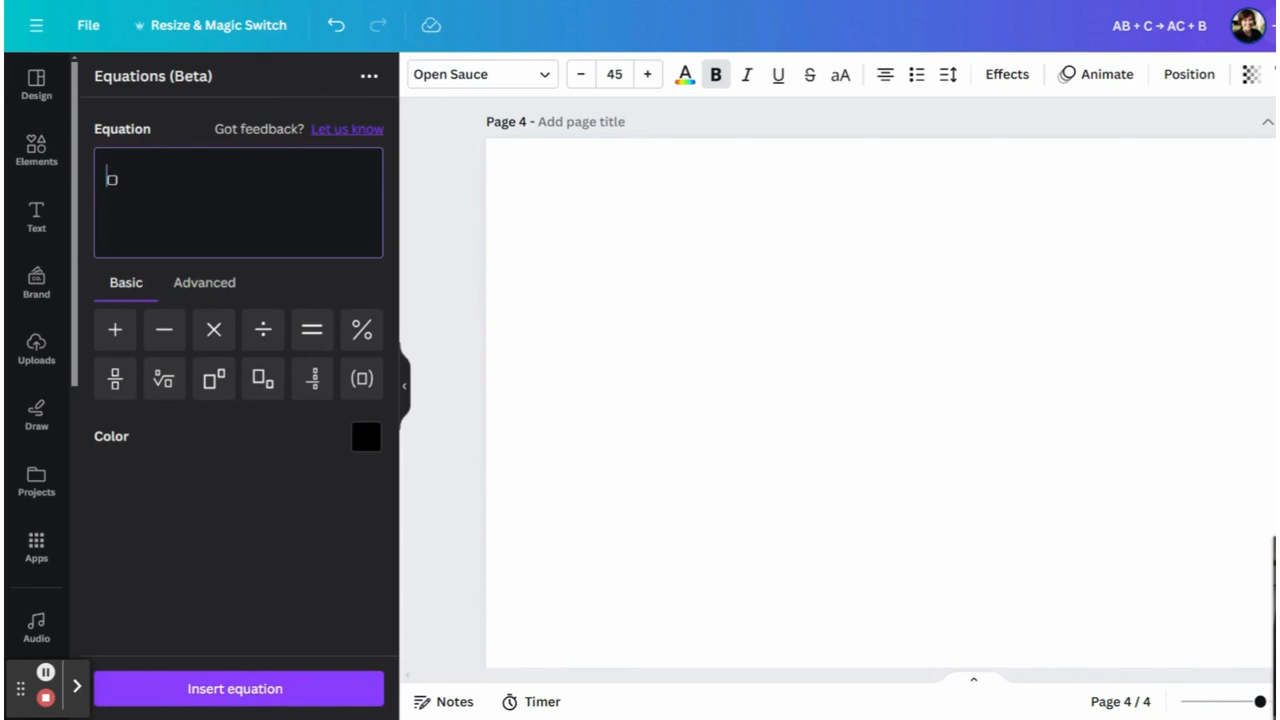 File
Resize & Magic Switch
AB + C → AC + B
Design
Elements
Text
Brand
Uploads
Draw
Projects
Apps
Audio
Equations (Beta)
Equation
Got feedback? Let us know
Basic
Advanced
+ − × ÷ = %
Color
Insert equation
Open Sauce
− 45 +
A B I U S aA
Effects
Animate
Position
Page 4 - Add page title
Notes
Timer
Page 4 / 4